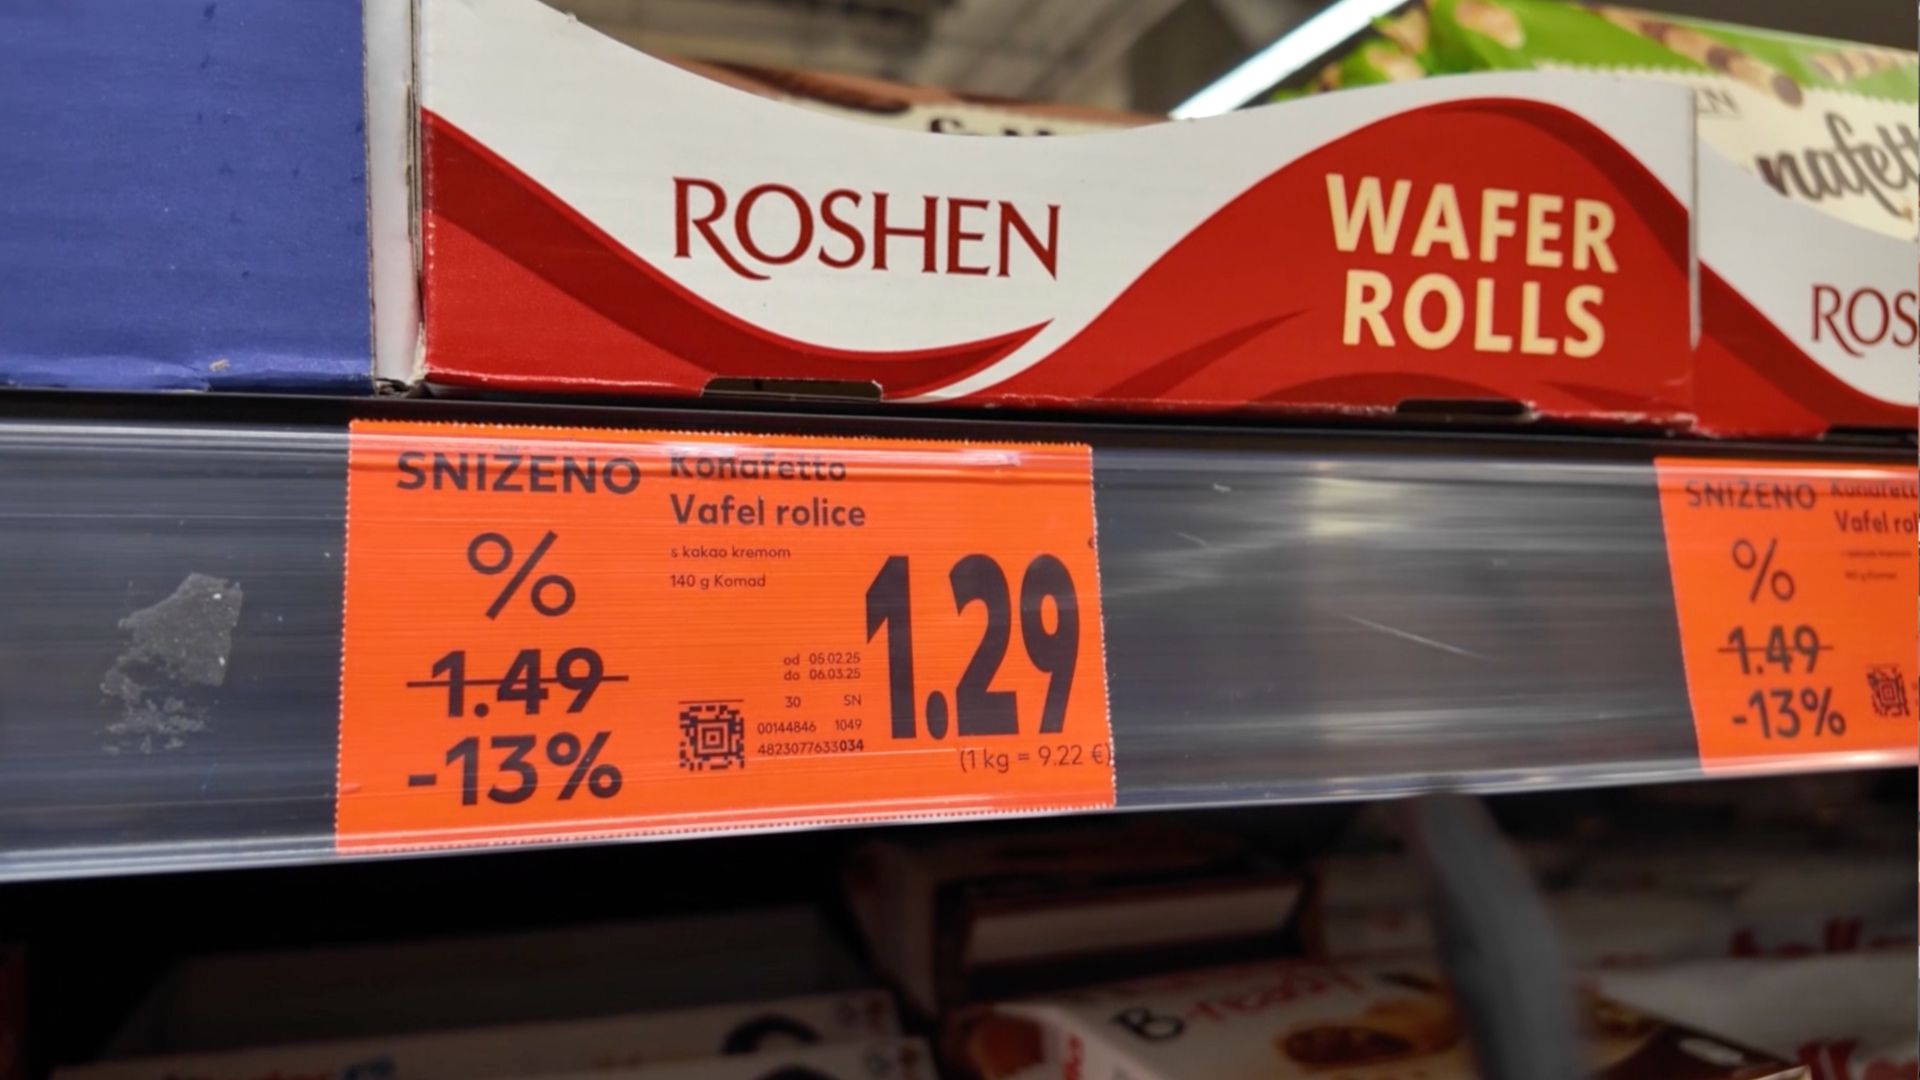 ROSHEN
WAFER
ROLLS
ROS
SNIŽENO
%
1.49
-13%
Konafetto
Vafel rolice
s kakao kremom
140 g Komad
od 05.02.25
do 06.03.25
30 SN
00144846 1049
4823077633034
1.29
(1 kg = 9.22 €)
SNIŽENO
%
1.49
-13%
Vafel rol
B-ready